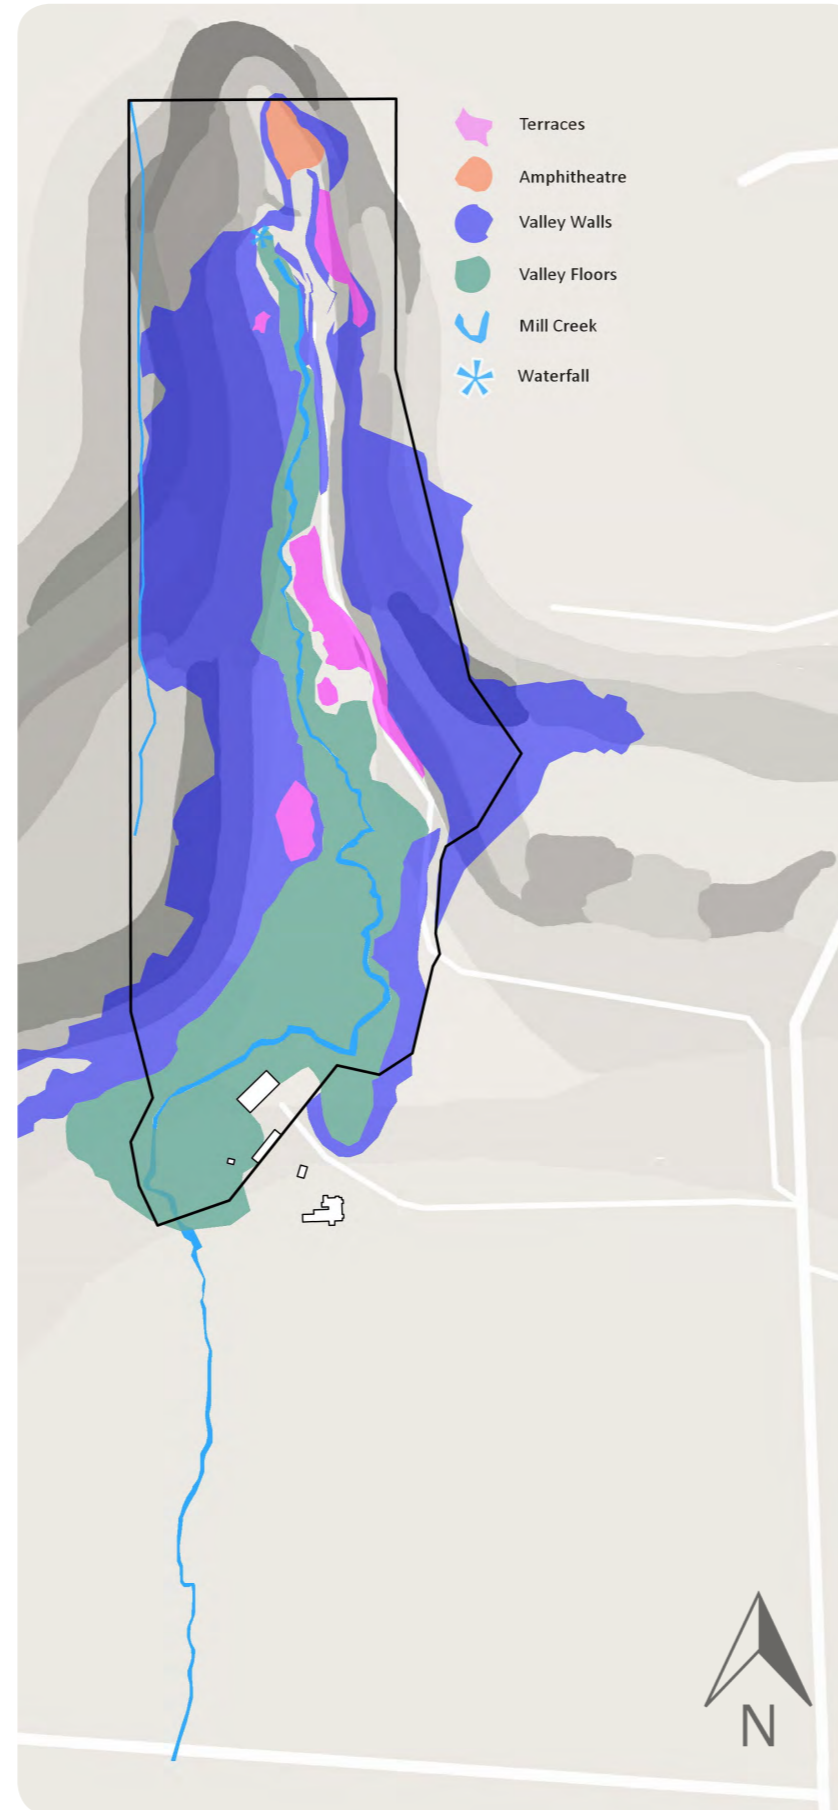 Terraces
Amphitheatre
Valley Walls
Valley Floors
Mill Creek
Waterfall
N